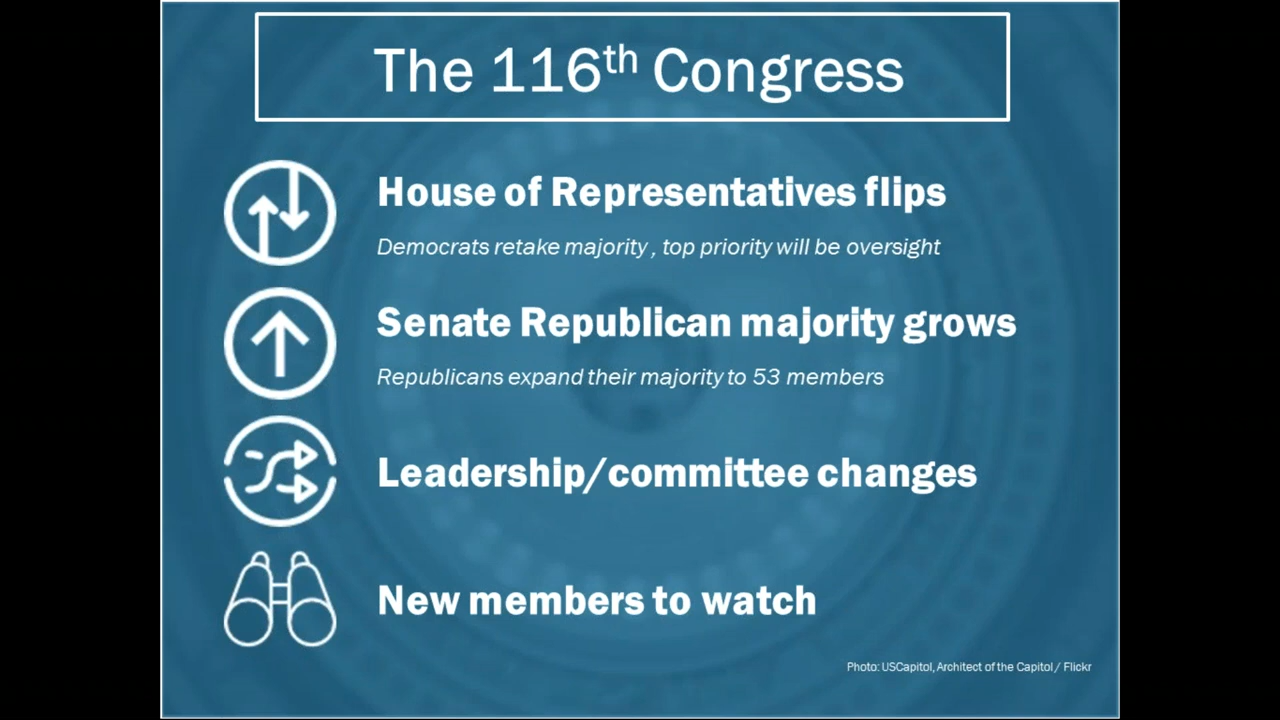 The 116th Congress
House of Representatives flips
Democrats retake majority , top priority will be oversight
Senate Republican majority grows
Republicans expand their majority to 53 members
Leadership/committee changes
New members to watch
Photo: USCapitol, Architect of the Capitol / Flickr